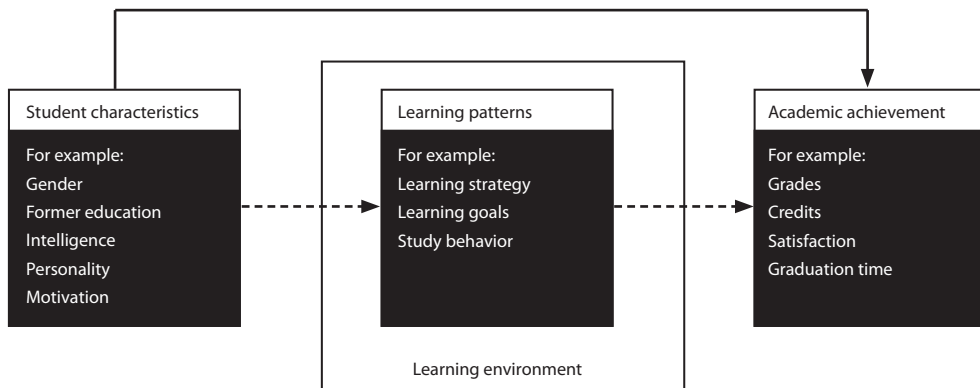 Student characteristics
For example:
Gender
Former education
Intelligence
Personality
Motivation
Learning patterns
For example:
Learning strategy
Learning goals
Study behavior
Academic achievement
For example:
Grades
Credits
Satisfaction
Graduation time
Learning environment